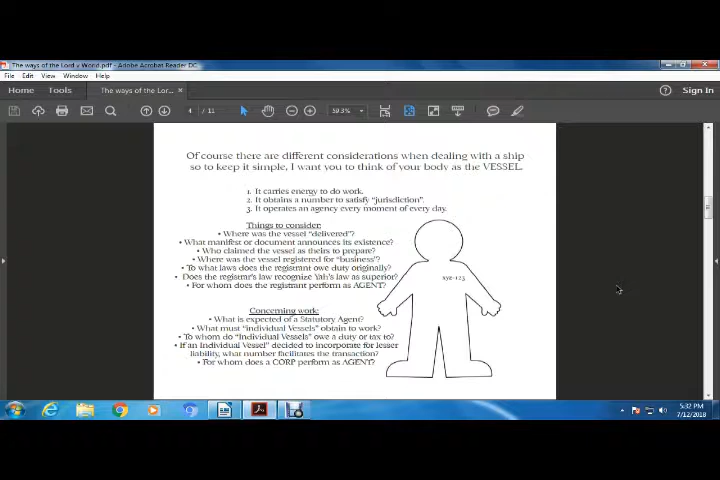 The ways of the Lord v World.pdf - Adobe Acrobat Reader DC
File Edit View Window Help
Home Tools The ways of the Lor... × Sign In
4 / 11 59.3%
Of course there are different considerations when dealing with a ship
so to keep it simple, I want you to think of your body as the VESSEL.
1. It carries energy to do work.
2. It obtains a number to satisfy "jurisdiction".
3. It operates an agency every moment of every day.
Things to consider:
• Where was the vessel "delivered"?
• What manifest or document announces its existence?
• Who claimed the vessel as theirs to prepare?
• Where was the vessel registered for "business"?
• To what laws does the registrant owe duty originally?
• Does the registrar's law recognize Yah's law as superior?
• For whom does the registrant perform as AGENT?
xyz-123
Concerning work:
• What is expected of a Statutory Agent?
• What must "individual Vessels" obtain to work?
• To whom do "individual Vessels" owe a duty or tax to?
• If an Individual Vessel" decided to incorporate for lesser
liability, what number facilitates the transaction?
• For whom does a CORP perform as AGENT?
5:32 PM
7/12/2018